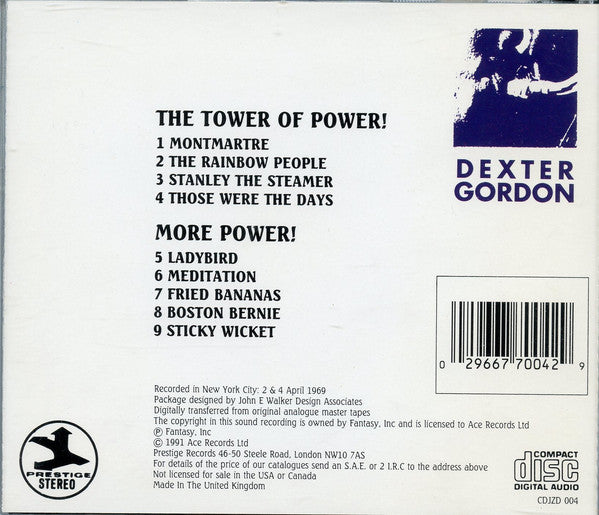 THE TOWER OF POWER!
1 MONTMARTRE
2 THE RAINBOW PEOPLE
3 STANLEY THE STEAMER
4 THOSE WERE THE DAYS
MORE POWER!
5 LADYBIRD
6 MEDITATION
7 FRIED BANANAS
8 BOSTON BERNIE
9 STICKY WICKET
DEXTER
GORDON
0 29667 70042 9
Recorded in New York City: 2 & 4 April 1969
Package designed by John E Walker Design Associates
Digitally transferred from original analogue master tapes
The copyright in this sound recording is owned by Fantasy, Inc and is licensed to Ace Records Ltd
℗ Fantasy, Inc
© 1991 Ace Records Ltd
Prestige Records 46-50 Steele Road, London NW10 7AS
For details of the price of our catalogues send an S.A.E. or 2 I.R.C to the address above
Not licensed for sale in the USA or Canada
Made In The United Kingdom
PRESTIGE
STEREO
COMPACT
disc
DIGITAL AUDIO
CDJZD 004